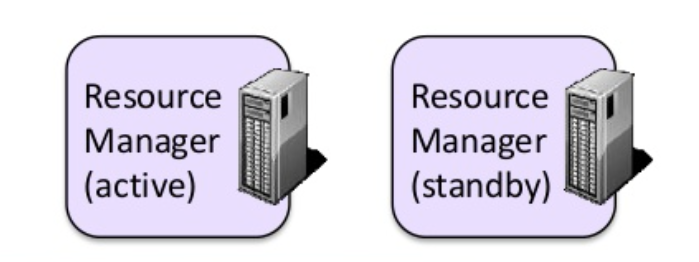 Resource
Manager
(active)
Resource
Manager
(standby)